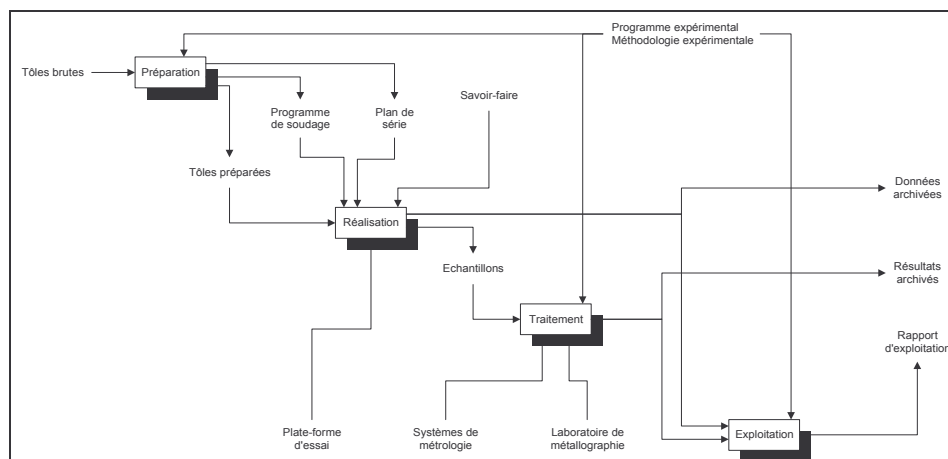 Programme expérimental
Méthodologie expérimentale
Tôles brutes
Préparation
Programme
de soudage
Plan de
série
Savoir-faire
Tôles préparées
Données
archivées
Réalisation
Echantillons
Résultats
archivés
Traitement
Rapport
d'exploitation
Plate-forme
d'essai
Systèmes de
métrologie
Laboratoire de
métallographie
Exploitation